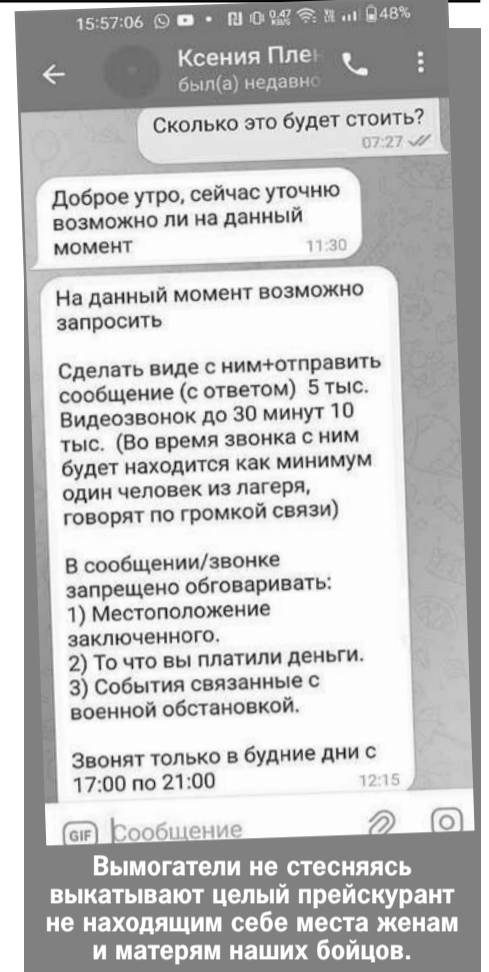 15:57:06 0.47 KB/S 48%
Ксения Плен
был(а) недавно
Сколько это будет стоить?
07:27
Доброе утро, сейчас уточню
возможно ли на данный
момент 11:30
На данный момент возможно
запросить
Сделать виде с ним+отправить
сообщение (с ответом) 5 тыс.
Видеозвонок до 30 минут 10
тыс. (Во время звонка с ним
будет находится как минимум
один человек из лагеря,
говорят по громкой связи)
В сообщении/звонке
запрещено обговаривать:
1) Местоположение
заключенного.
2) То что вы платили деньги.
3) События связанные с
военной обстановкой.
Звонят только в будние дни с
17:00 по 21:00 12:15
GIF Сообщение
Вымогатели не стесняясь
выкатывают целый прейскурант
не находящим себе места женам
и матерям наших бойцов.